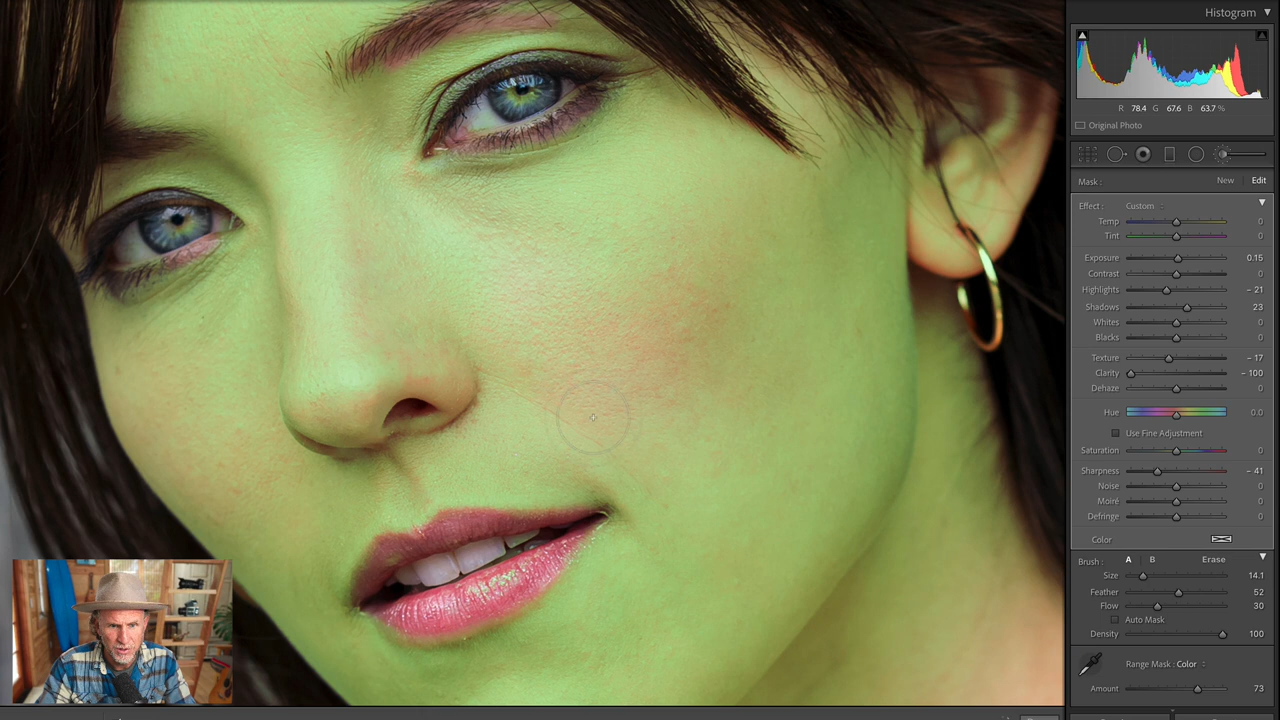 Histogram
R 78.4 G 67.6 B 63.7 %
Original Photo
Mask : New Edit
Effect : Custom
Temp 0
Tint 0
Exposure 0.15
Contrast 0
Highlights – 21
Shadows 23
Whites 0
Blacks 0
Texture – 17
Clarity – 100
Dehaze 0
Hue 0.0
Use Fine Adjustment
Saturation 0
Sharpness – 41
Noise 0
Moiré 0
Defringe 0
Color
Brush : A B Erase
Size 14.1
Feather 52
Flow 30
Auto Mask
Density 100
Range Mask : Color
Amount 73